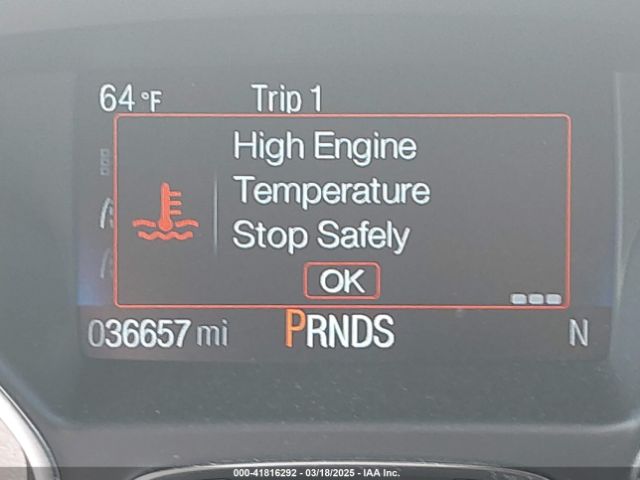 64°F Trip 1
High Engine
Temperature
Stop Safely
OK
036657 mi PRNDS N
000-41816292 - 03/18/2025 - IAA Inc.